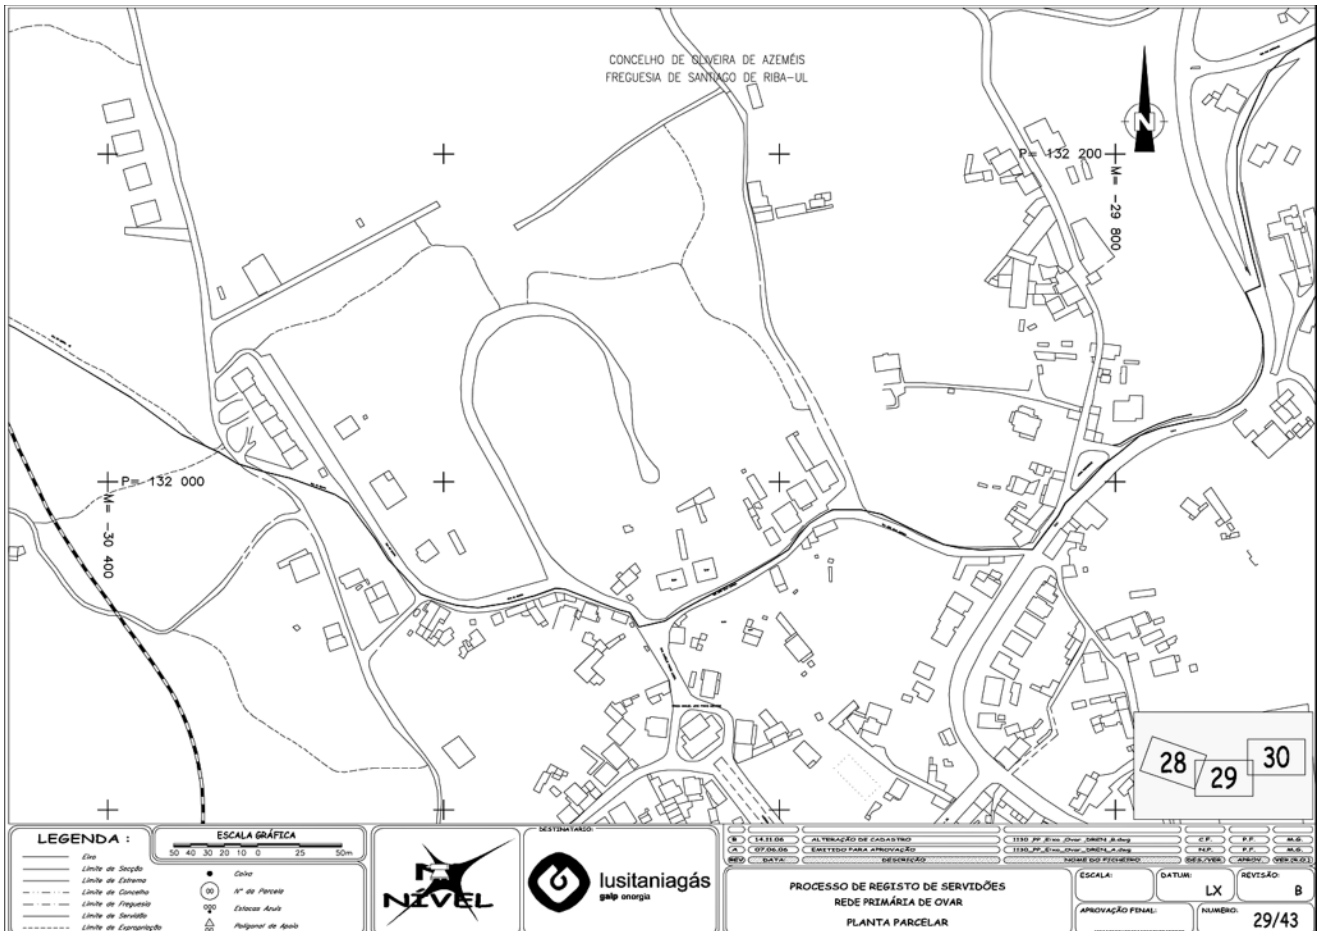 CONCELHO DE OLIVEIRA DE AZEMÉIS
FREGUESIA DE SANTIAGO DE RIBA-UL
N
P= 132 200
M= -29 800
P= 132 000
M= -30 400
28
29
30
LEGENDA :
Eixo
Limite de Secção
Limite de Estrema
Limite de Concelho
Limite de Freguesia
Limite de Servidão
Limite de Expropriação
ESCALA GRÁFICA
50 40 30 20 10 0 25 50m
Caixa
00 Nº da Parcela
000 Estacas Azuis
Poligonal de Apoio
NÍVEL
DESTINATÁRIO:
lusitaniagás
galp energia
B 14.11.06 ALTERAÇÃO DE CADASTRO C.F. P.F. M.G.
A 07.06.06 EMITIDO PARA APROVAÇÃO N.P. P.F. M.G.
REV DATA: DESCRIÇÃO NOME DO FICHEIRO DES./VER. APROV.
PROCESSO DE REGISTO DE SERVIDÕES
REDE PRIMÁRIA DE OVAR
PLANTA PARCELAR
ESCALA:
DATUM:
LX
REVISÃO:
B
APROVAÇÃO FINAL:
NUMERO:
29/43